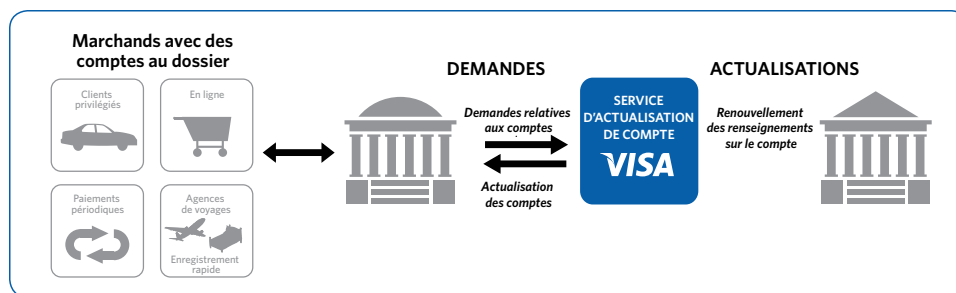 Marchands avec des
comptes au dossier
Clients
privilégiés
En ligne
Paiements
périodiques
Agences
de voyages
Enregistrement
rapide
DEMANDES
Demandes relatives
aux comptes
Actualisation
des comptes
SERVICE
D'ACTUALISATION
DE COMPTE
VISA
ACTUALISATIONS
Renouvellement
des renseignements
sur le compte